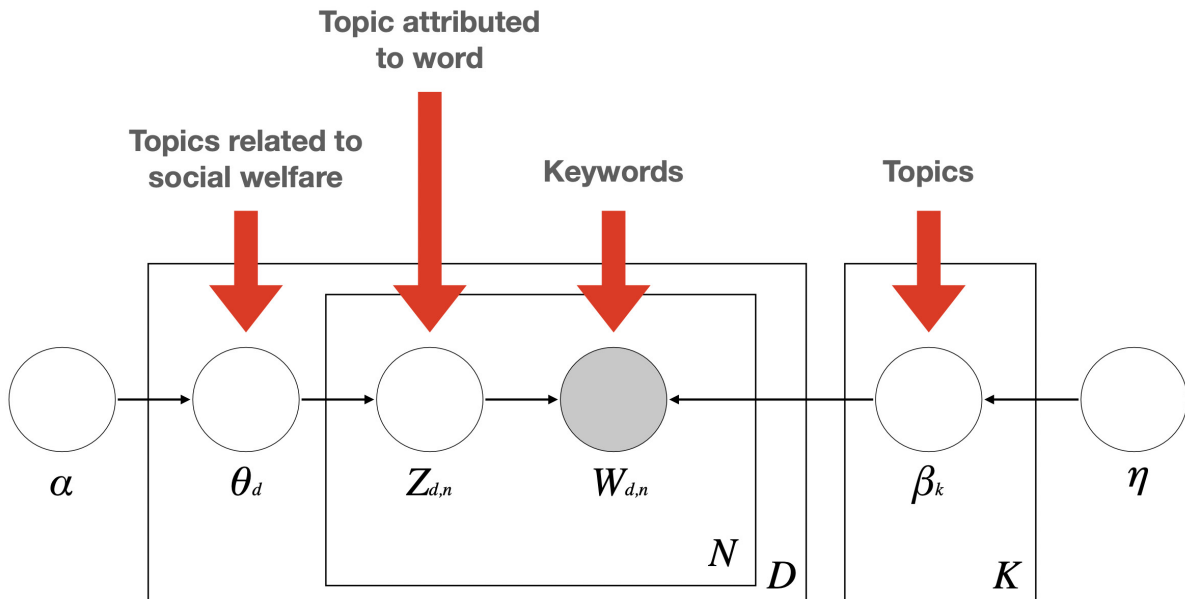 Topic attributed
to word
Topics related to
social welfare
Keywords
Topics
α
θd
Zd,n
Wd,n
βk
η
N
D
K